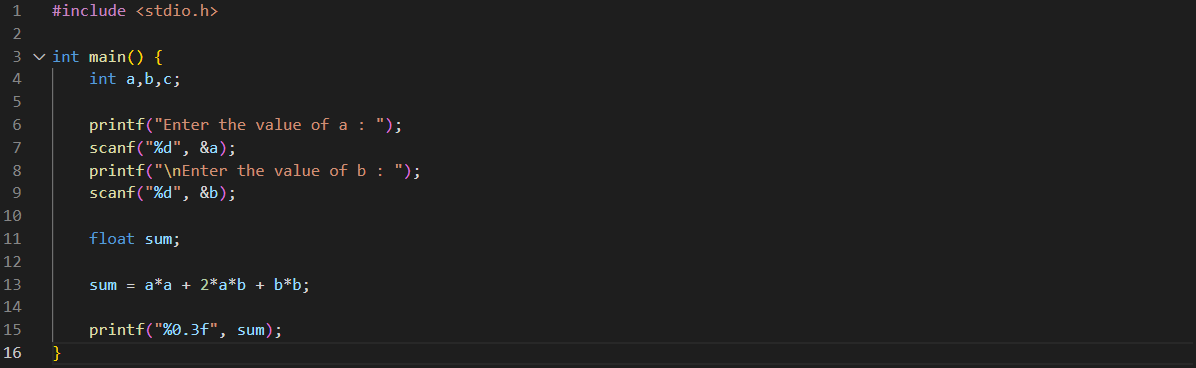 1 #include <stdio.h>
2
3 int main() {
4     int a,b,c;
5
6     printf("Enter the value of a : ");
7     scanf("%d", &a);
8     printf("\nEnter the value of b : ");
9     scanf("%d", &b);
10
11     float sum;
12
13     sum = a*a + 2*a*b + b*b;
14
15     printf("%0.3f", sum);
16 }